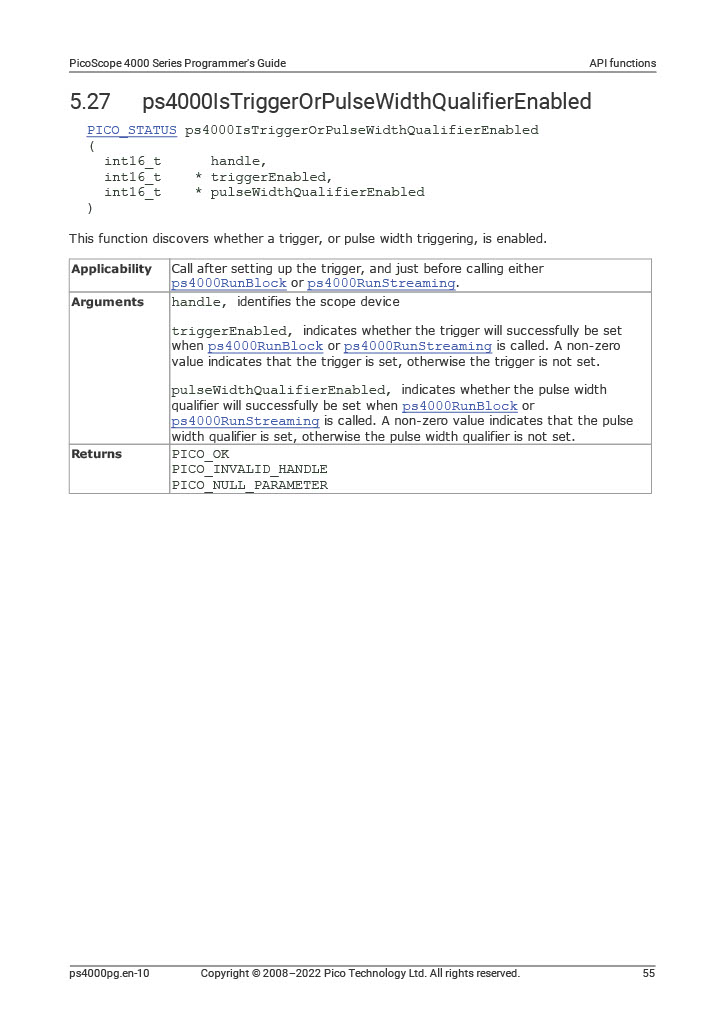 PicoScope 4000 Series Programmer's Guide API functions
5.27 ps4000IsTriggerOrPulseWidthQualifierEnabled
PICO_STATUS ps4000IsTriggerOrPulseWidthQualifierEnabled
(
int16_t handle,
int16_t * triggerEnabled,
int16_t * pulseWidthQualifierEnabled
)
This function discovers whether a trigger, or pulse width triggering, is enabled.
Applicability Call after setting up the trigger, and just before calling either
ps4000RunBlock or ps4000RunStreaming.
Arguments handle, identifies the scope device
triggerEnabled, indicates whether the trigger will successfully be set
when ps4000RunBlock or ps4000RunStreaming is called. A non-zero
value indicates that the trigger is set, otherwise the trigger is not set.
pulseWidthQualifierEnabled, indicates whether the pulse width
qualifier will successfully be set when ps4000RunBlock or
ps4000RunStreaming is called. A non-zero value indicates that the pulse
width qualifier is set, otherwise the pulse width qualifier is not set.
Returns PICO_OK
PICO_INVALID_HANDLE
PICO_NULL_PARAMETER
ps4000pg.en-10 Copyright © 2008–2022 Pico Technology Ltd. All rights reserved. 55